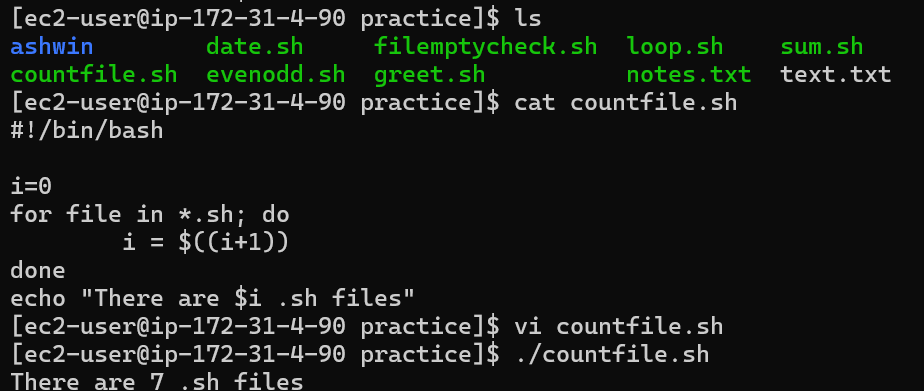 [ec2-user@ip-172-31-4-90 practice]$ ls
ashwin        date.sh     filemptycheck.sh  loop.sh    sum.sh
countfile.sh  evenodd.sh  greet.sh          notes.txt  text.txt
[ec2-user@ip-172-31-4-90 practice]$ cat countfile.sh
#!/bin/bash

i=0
for file in *.sh; do
        i = $((i+1))
done
echo "There are $i .sh files"
[ec2-user@ip-172-31-4-90 practice]$ vi countfile.sh
[ec2-user@ip-172-31-4-90 practice]$ ./countfile.sh
There are 7 .sh files